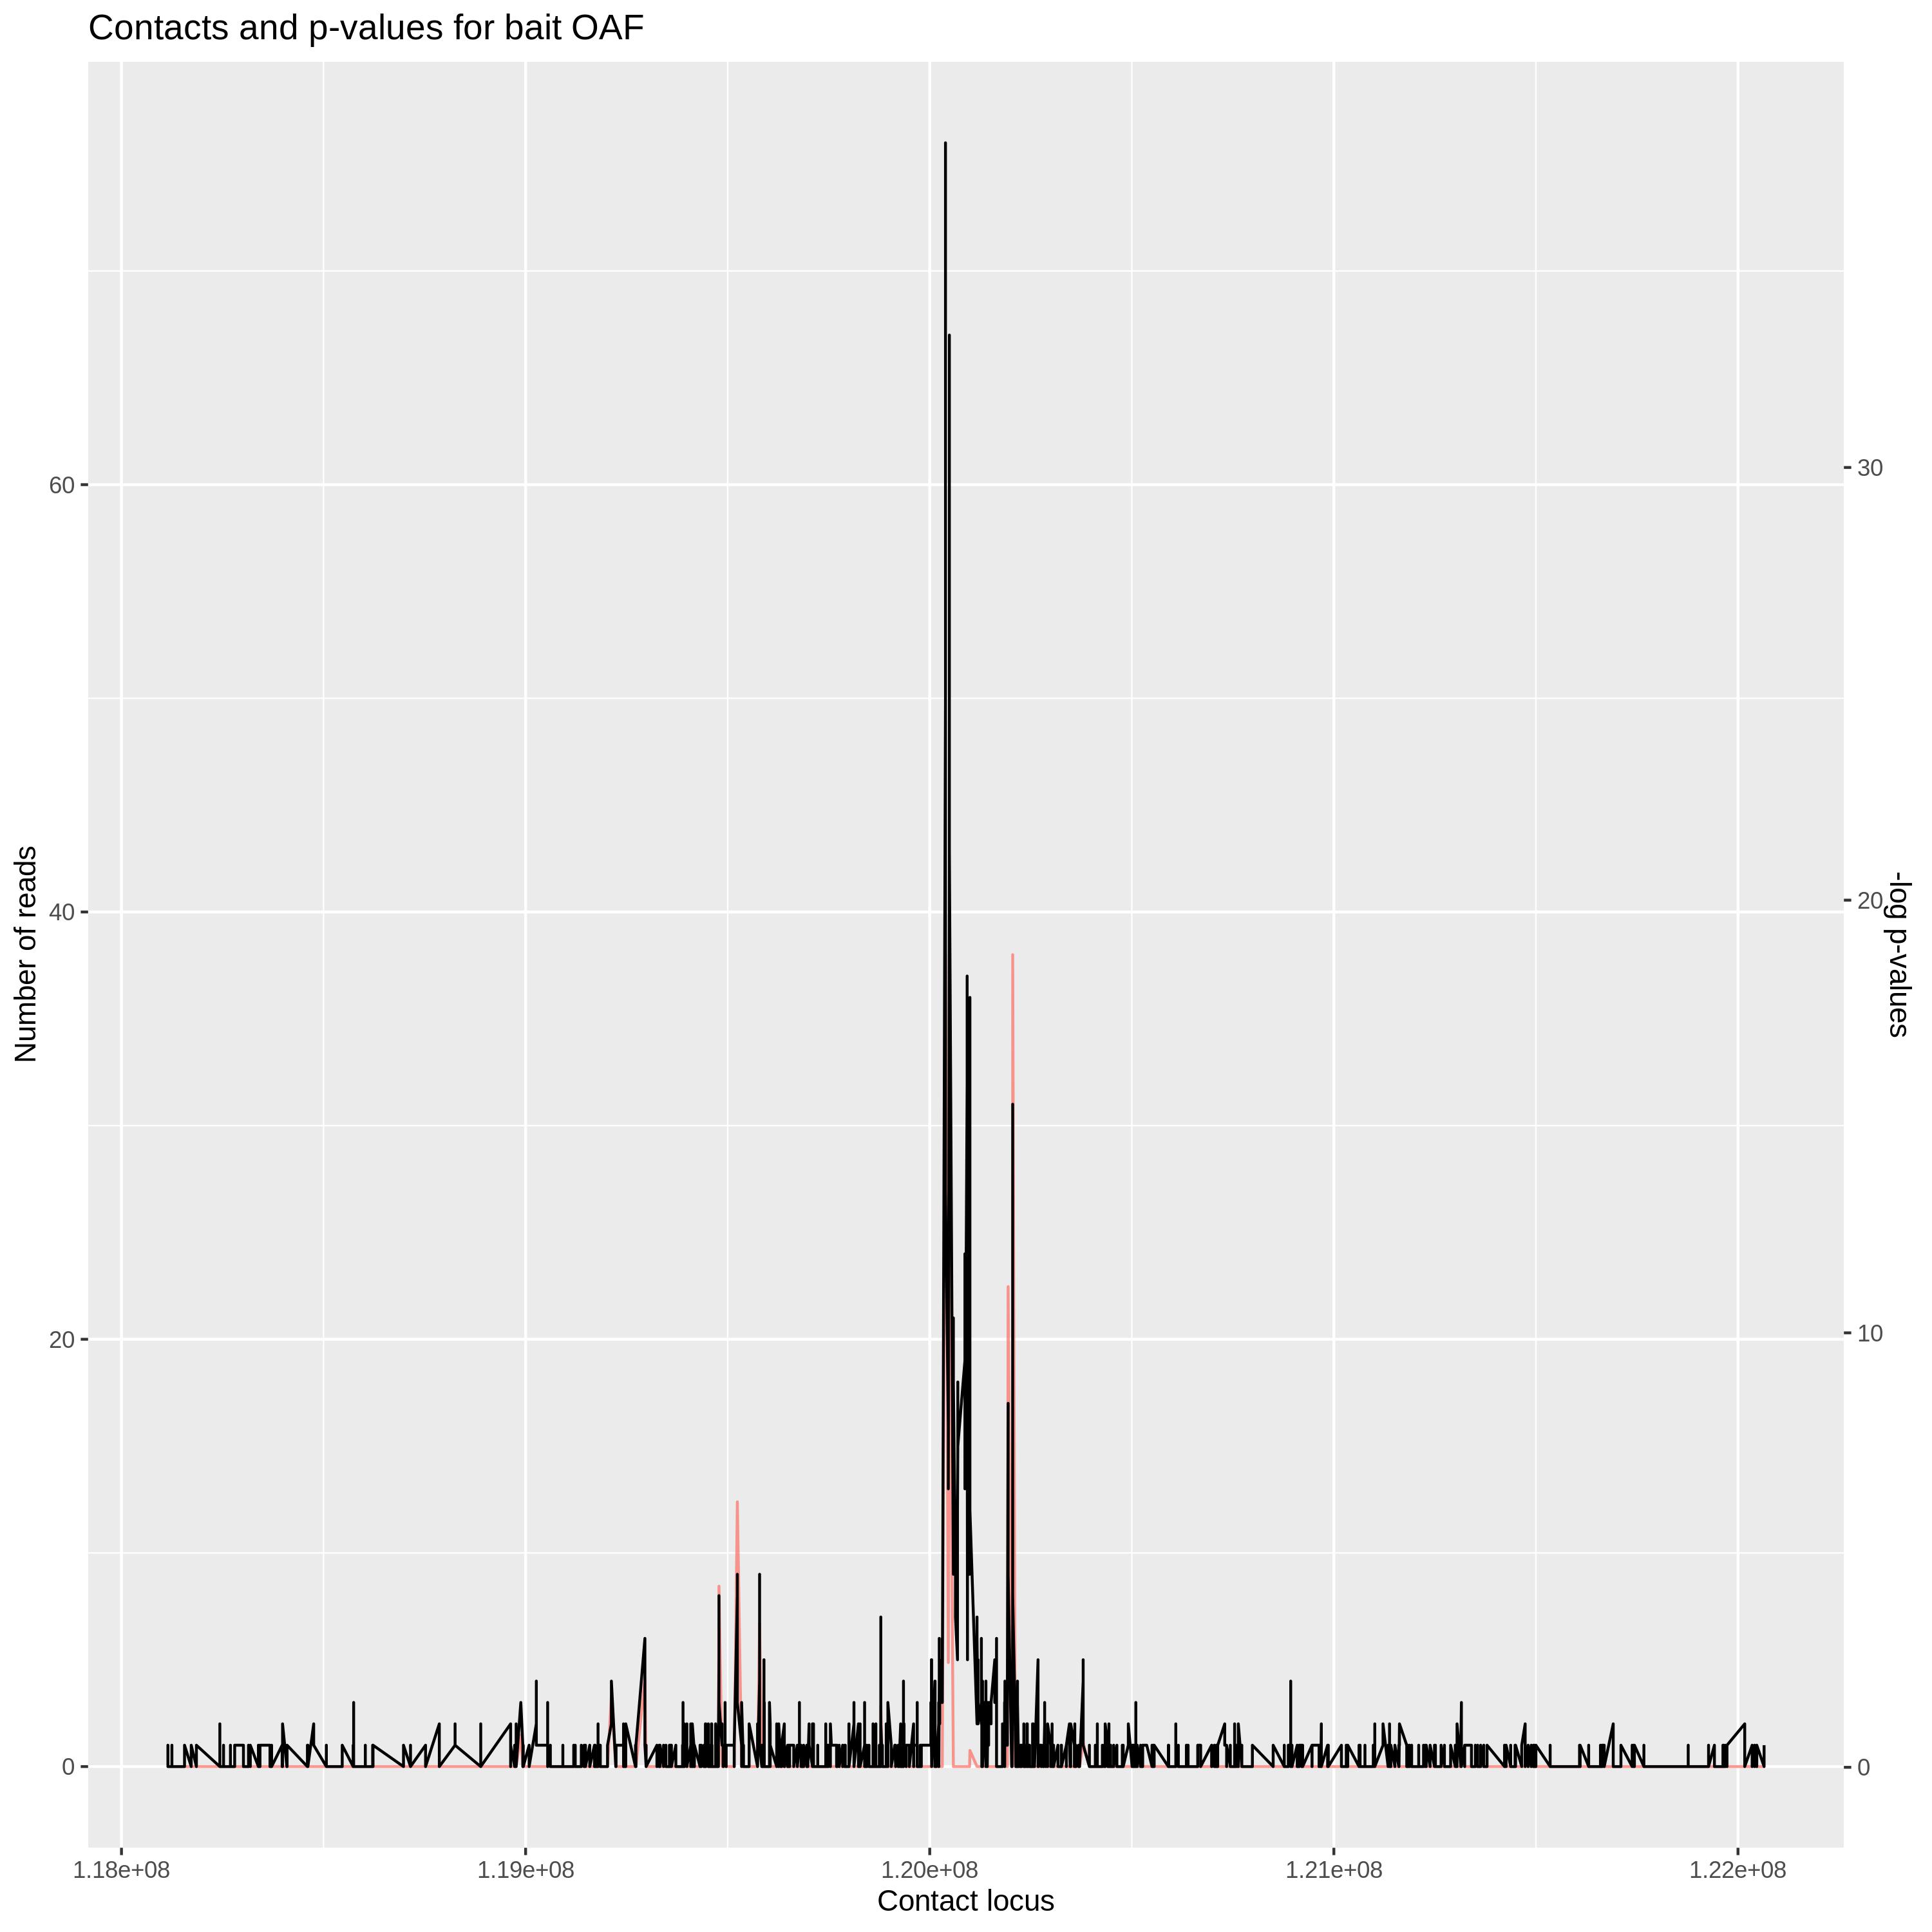 Contacts and p-values for bait OAF
60
40
20
0
30
20
10
0
Number of reads
-log p-values
1.18e+08 1.19e+08 1.20e+08 1.21e+08 1.22e+08
Contact locus